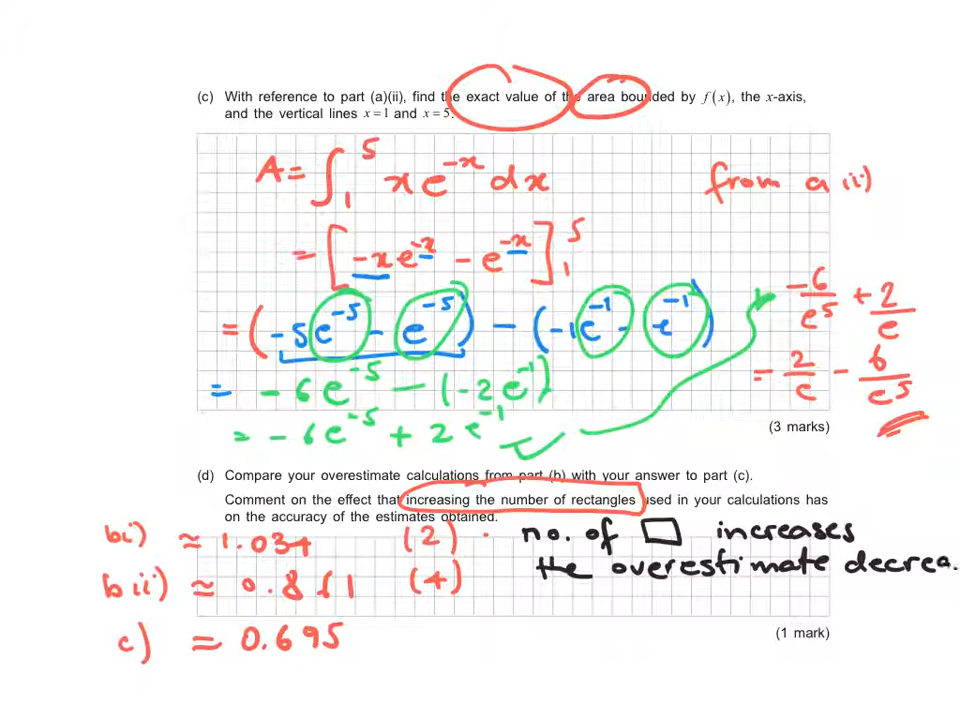 (c) With reference to part (a)(ii), find the exact value of the area bounded by f(x), the x-axis,
and the vertical lines x = 1 and x = 5.
A = ∫₁⁵ x e^{-x} dx
from a ii)
= [-x e^{-x} - e^{-x}]₁⁵
= (-5e^{-5} - e^{-5}) - (-1e^{-1} - e^{-1})
= -6e^{-5} - (-2e^{-1})
= -6e^{-5} + 2e^{-1}
-6/e^5 + 2/e
= 2/e - 6/e^5
(3 marks)
(d) Compare your overestimate calculations from part (b) with your answer to part (c).
Comment on the effect that increasing the number of rectangles used in your calculations has
on the accuracy of the estimates obtained.
bi) ≈ 1.034 (2)
no. of □ increases
the overestimate decrea.
b ii) ≈ 0.861 (4)
c) ≈ 0.695
(1 mark)